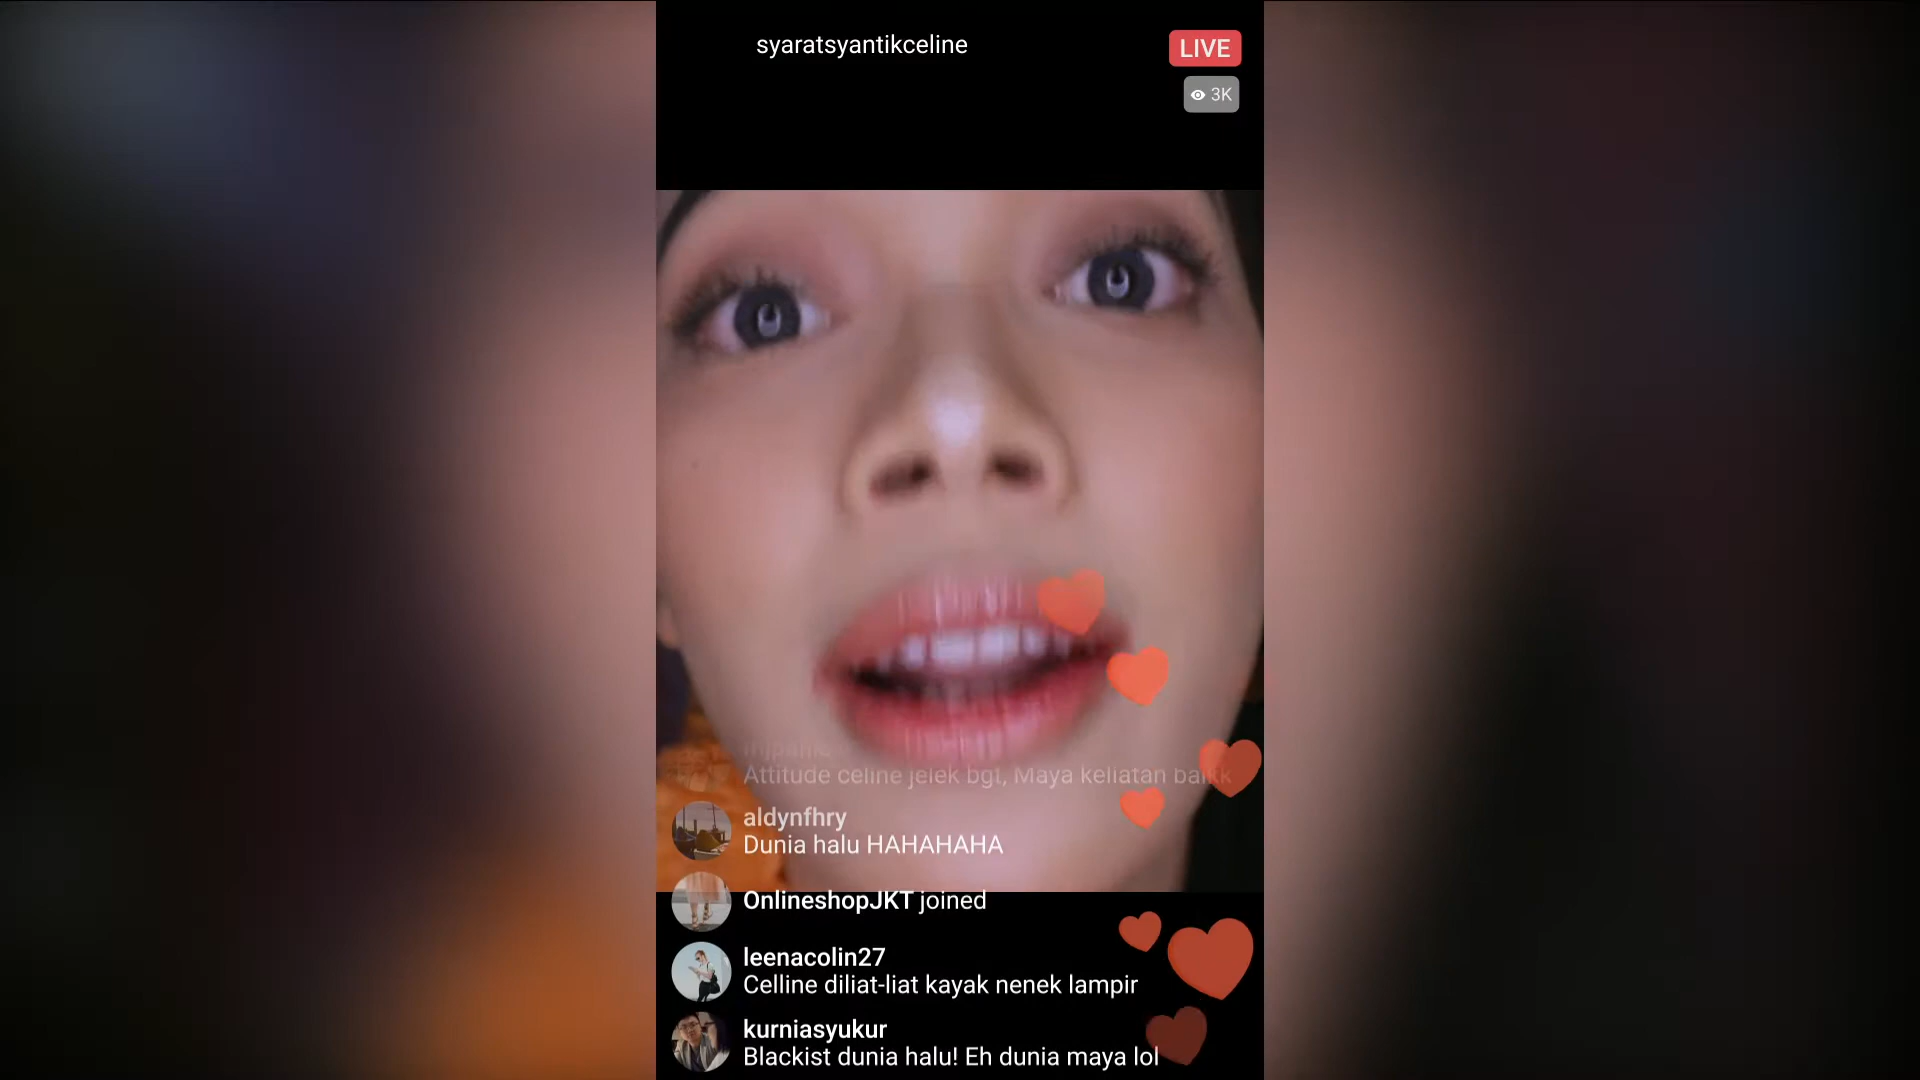 syaratsyantikceline
LIVE
3K
Attitude celine jelek bgt, Maya keliatan baikk
aldynfhry
Dunia halu HAHAHAHA
OnlineshopJKT joined
leenacolin27
Celline diliat-liat kayak nenek lampir
kurniasyukur
Blackist dunia halu! Eh dunia maya lol